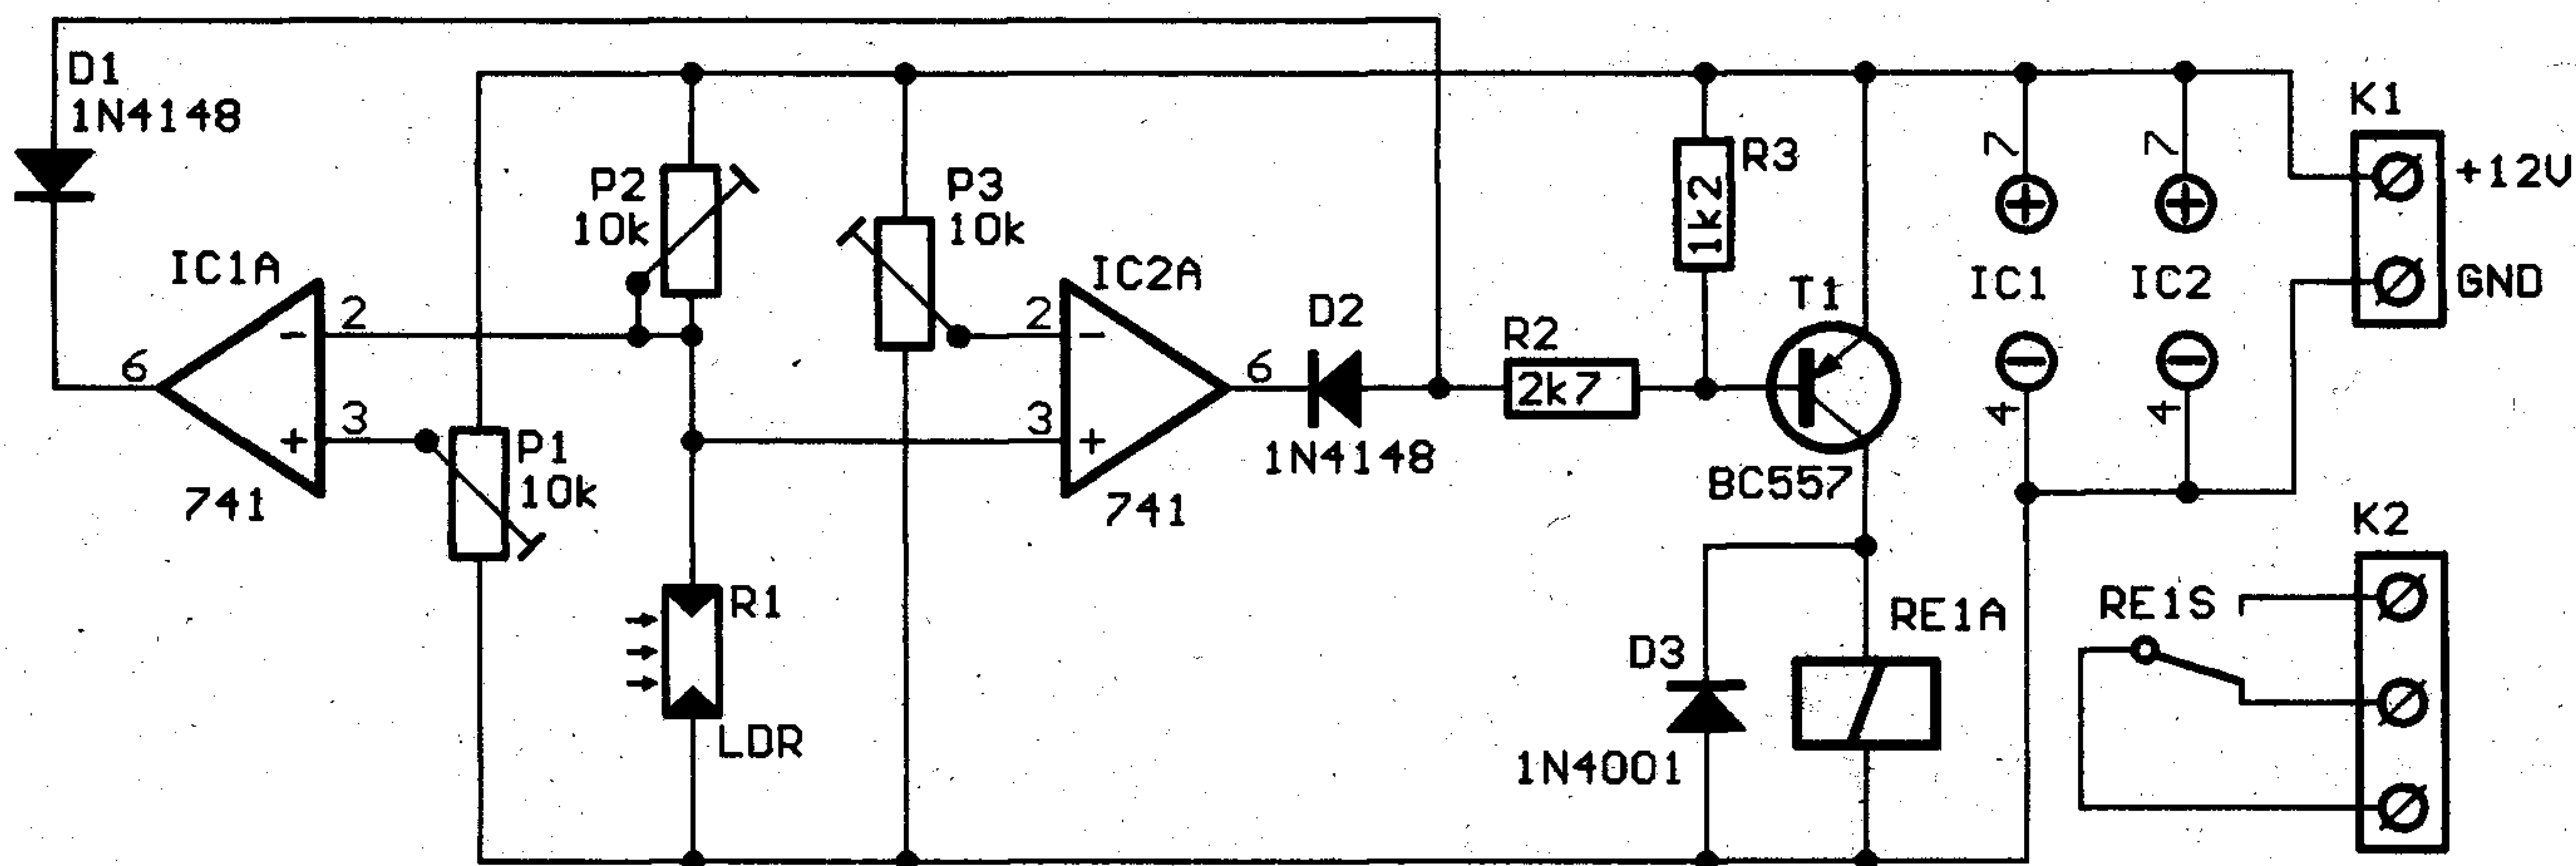 D1
1N4148
IC1A
2
6
3
741
P1
10k
P2
10k
P3
10k
R1
LDR
IC2A
2
3
6
741
D2
1N4148
R2
2k7
R3
1k2
T1
BC557
D3
1N4001
RE1A
7
IC1
4
7
IC2
4
K1
+12V
GND
K2
RE1S